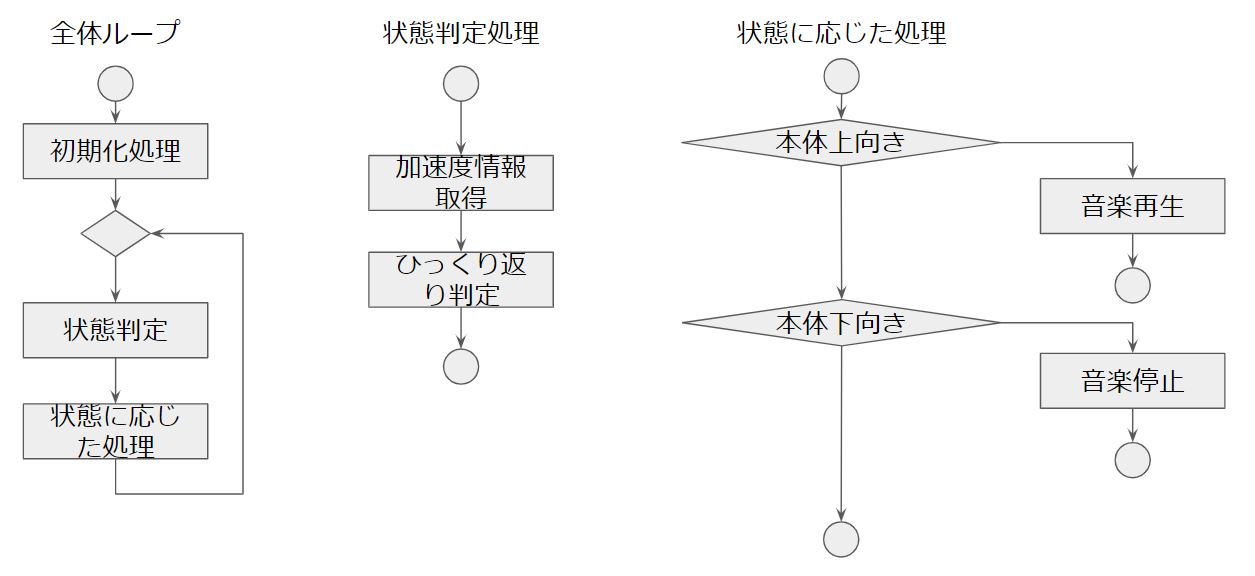 全体ループ
初期化処理
状態判定
状態に応じ
た処理
状態判定処理
加速度情報
取得
ひっくり返
り判定
状態に応じた処理
本体上向き
音楽再生
本体下向き
音楽停止